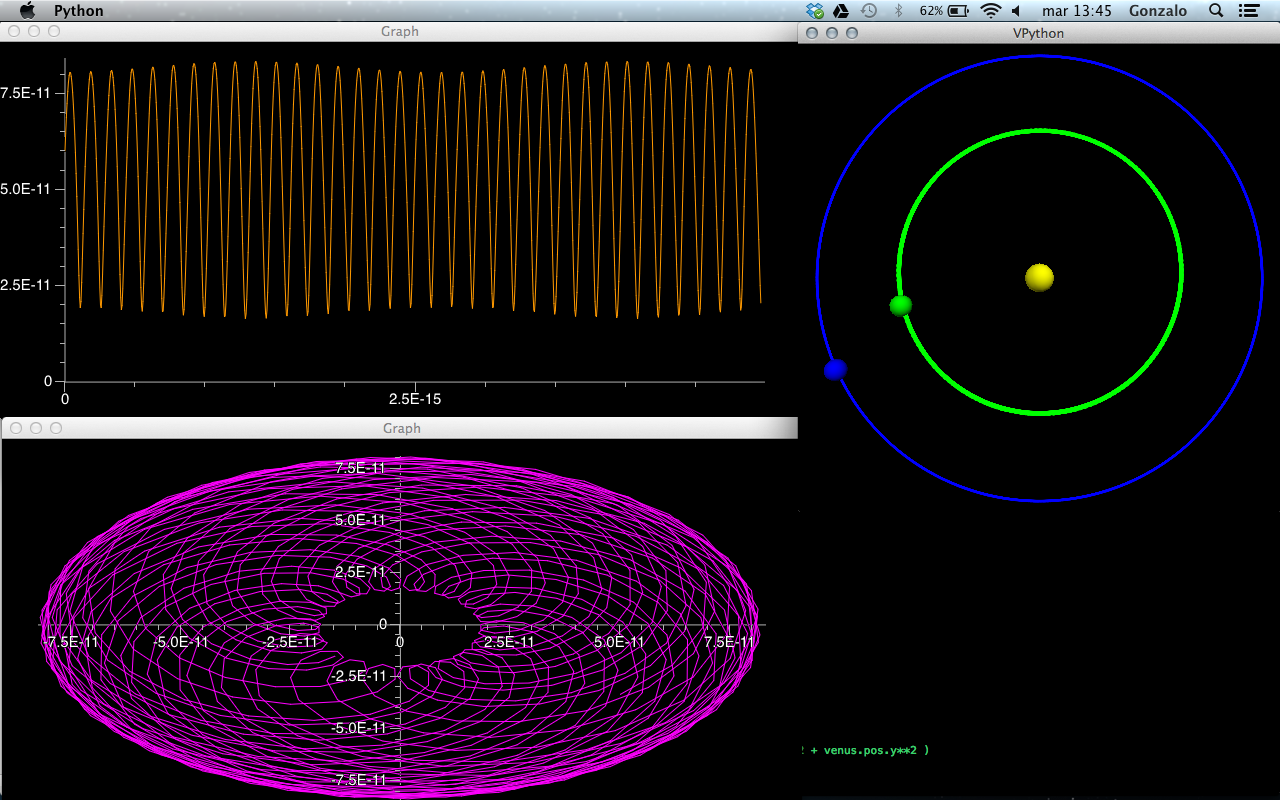 Python 62% mar 13:45 Gonzalo
Graph
7.5E-11
5.0E-11
2.5E-11
0
0 2.5E-15
VPython
Graph
7.5E-11
5.0E-11
2.5E-11
0
-7.5E-11 -5.0E-11 -2.5E-11 0 2.5E-11 5.0E-11 7.5E-11
-2.5E-11
-5.0E-11
-7.5E-11
2 + venus.pos.y**2 )